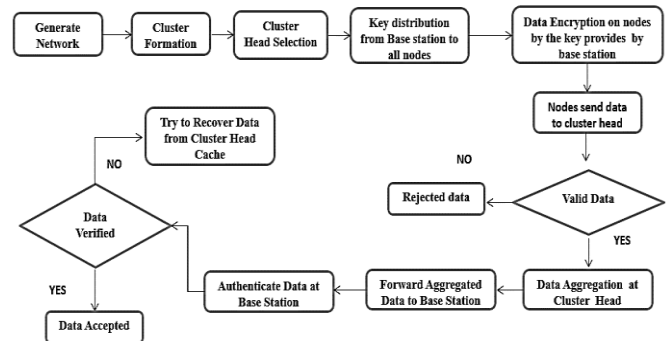 Generate
Network
Cluster
Formation
Cluster
Head Selection
Key distribution
from Base station to
all nodes
Data Encryption on nodes
by the key provides by
base station
Nodes send data
to cluster head
Valid Data
NO
Rejected data
YES
Data Aggregation at
Cluster Head
Forward Aggregated
Data to Base Station
Authenticate Data at
Base Station
Data
Verified
NO
Try to Recover Data
from Cluster Head
Cache
YES
Data Accepted